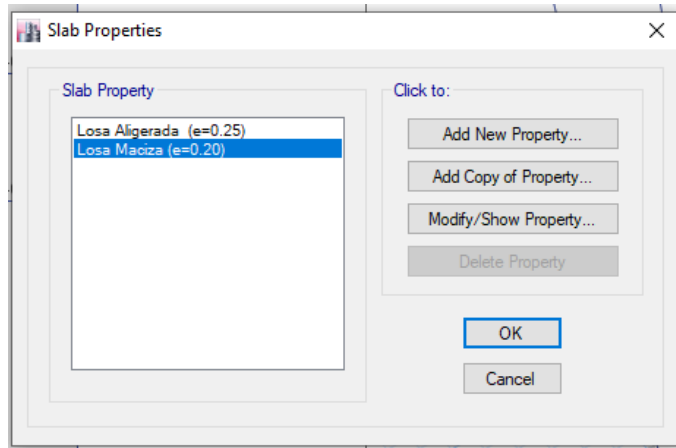 Slab Properties
Slab Property
Losa Aligerada  (e=0.25)
Losa Maciza (e=0.20)
Click to:
Add New Property...
Add Copy of Property...
Modify/Show Property...
Delete Property
OK
Cancel